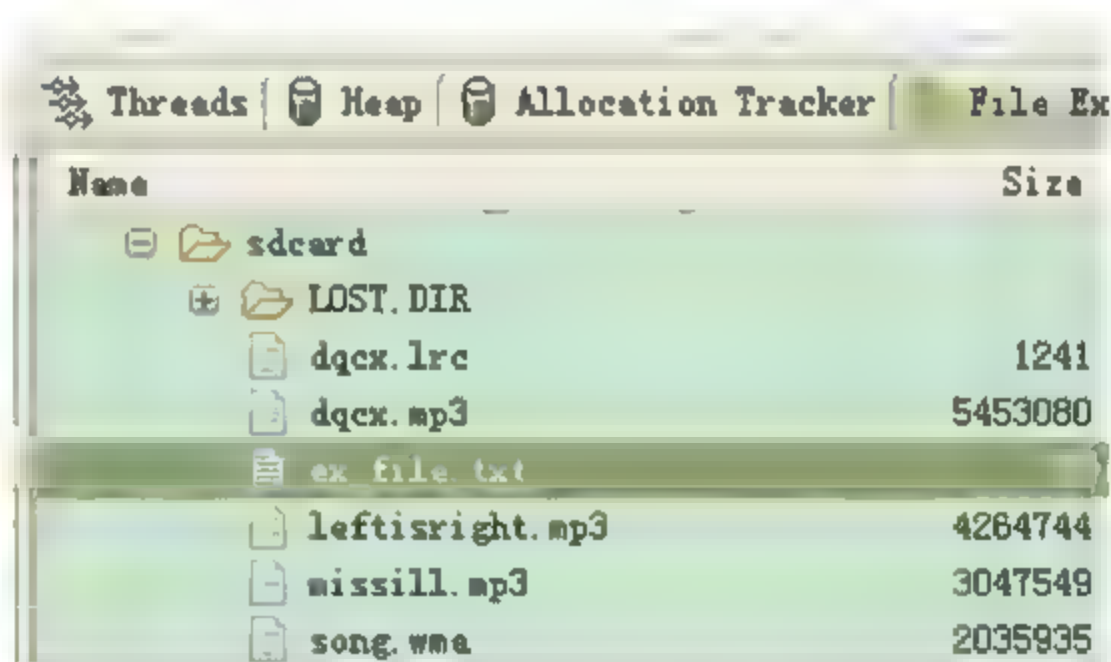 Threads Heap Allocation Tracker File Ex
Name Size
sdcard
LOST.DIR
dqcx.lrc 1241
dqcx.mp3 5453080
ex_file.txt
leftisright.mp3 4264744
missill.mp3 3047549
song.wma 2035935